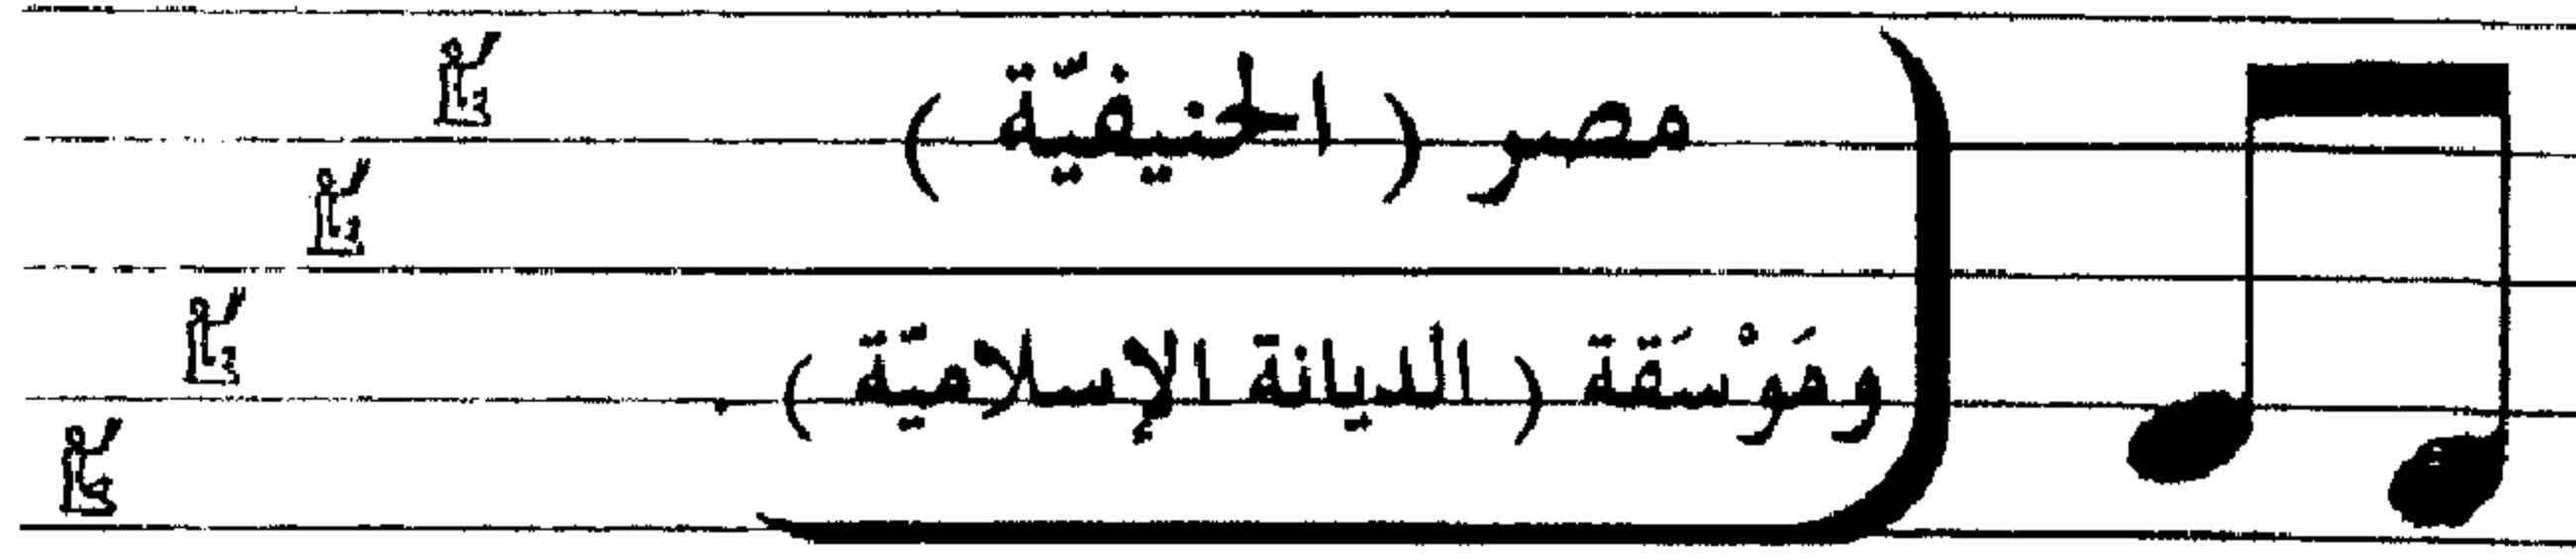 مصر ( الحنيفيّة )
ومَوْسَقة ( الديانة الإسلاميّة ) .